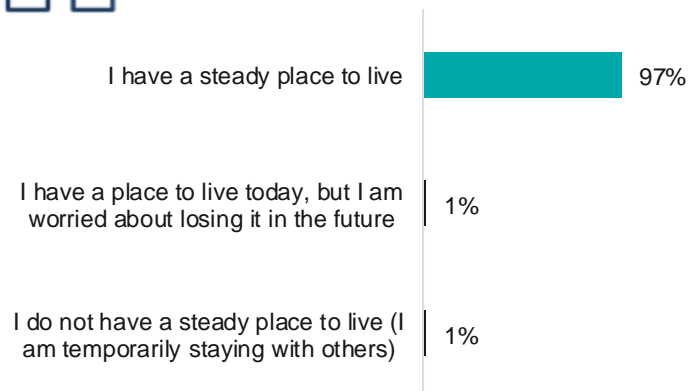 I have a steady place to live
97%
I have a place to live today, but I am
worried about losing it in the future
1%
I do not have a steady place to live (I
am temporarily staying with others)
1%